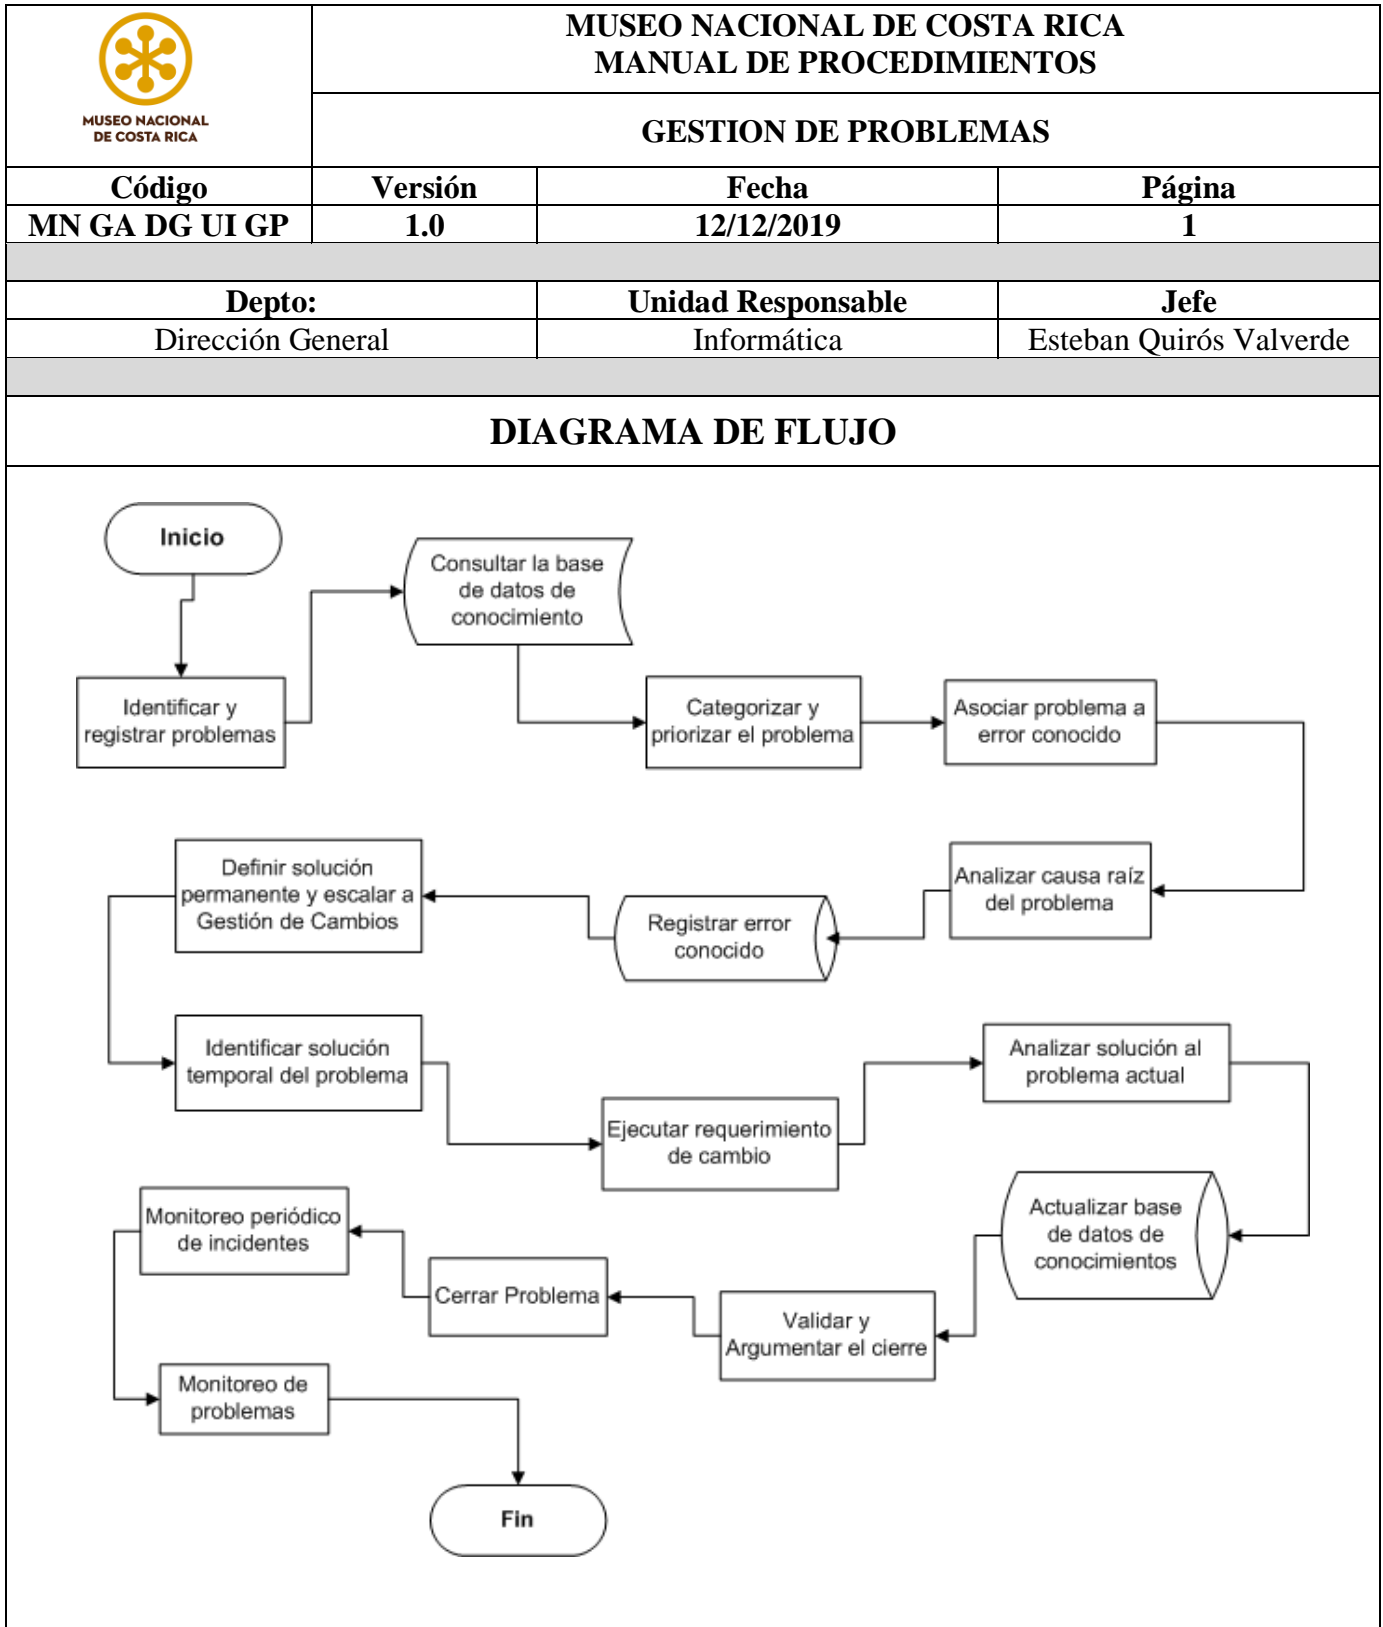 MUSEO NACIONAL
DE COSTA RICA
MUSEO NACIONAL DE COSTA RICA
MANUAL DE PROCEDIMIENTOS
GESTION DE PROBLEMAS
Código Versión Fecha Página
MN GA DG UI GP 1.0 12/12/2019 1
Depto: Unidad Responsable Jefe
Dirección General Informática Esteban Quirós Valverde
DIAGRAMA DE FLUJO
Inicio
Consultar la base
de datos de
conocimiento
Identificar y
registrar problemas
Categorizar y
priorizar el problema
Asociar problema a
error conocido
Analizar causa raíz
del problema
Registrar error
conocido
Definir solución
permanente y escalar a
Gestión de Cambios
Identificar solución
temporal del problema
Ejecutar requerimiento
de cambio
Analizar solución al
problema actual
Actualizar base
de datos de
conocimientos
Validar y
Argumentar el cierre
Cerrar Problema
Monitoreo periódico
de incidentes
Monitoreo de
problemas
Fin